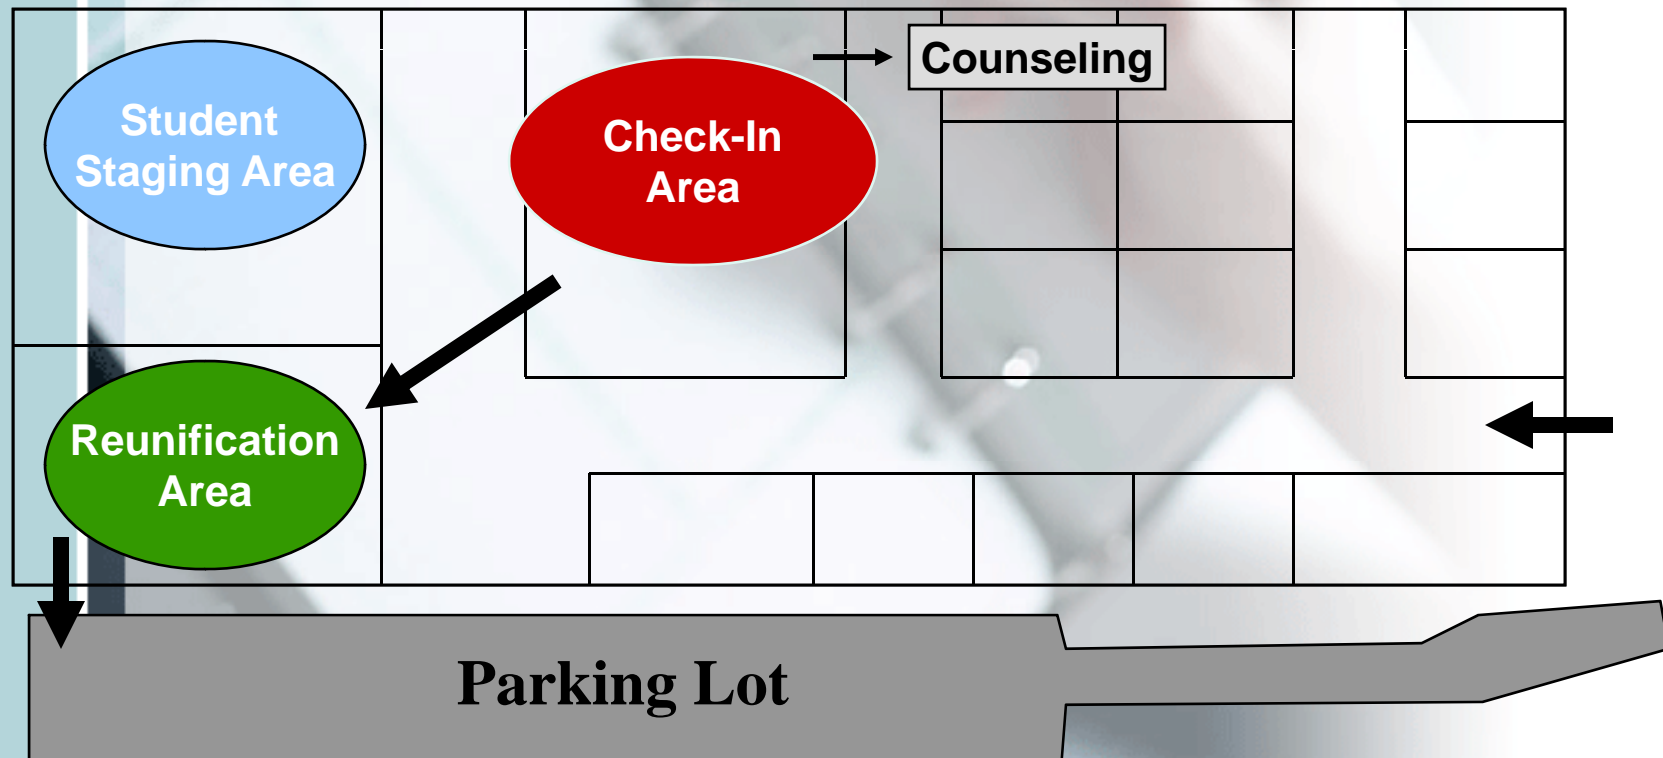 Student
Staging Area
Check-In
Area
Counseling
Reunification
Area
Parking Lot